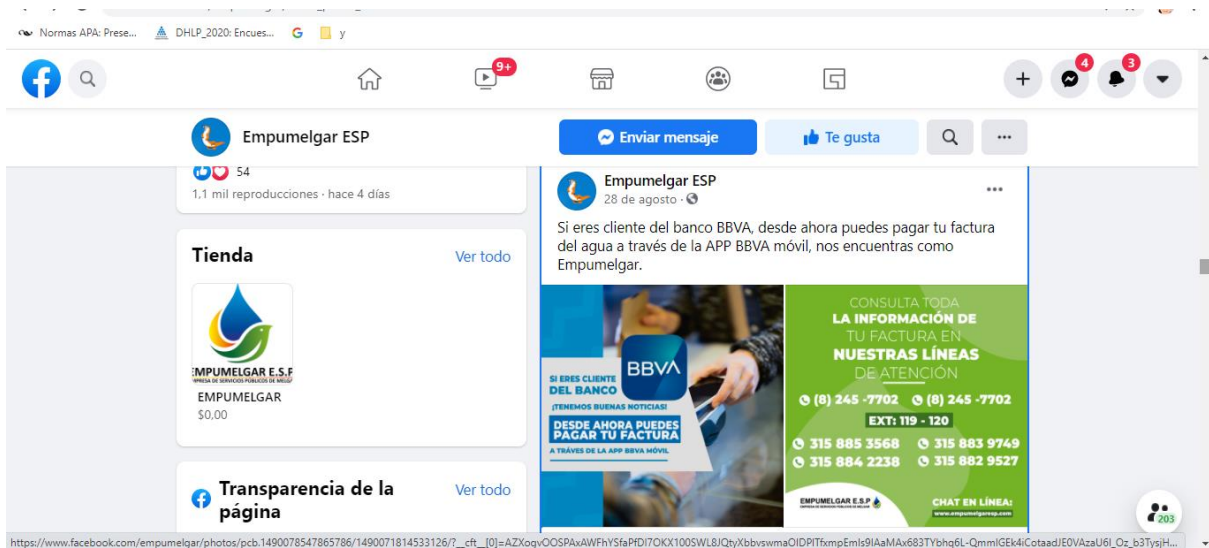 Normas APA: Prese... DHLP_2020: Encues... G y
9+
4
3
Empumelgar ESP
Enviar mensaje
Te gusta
54
1,1 mil reproducciones · hace 4 días
Tienda
Ver todo
EMPUMELGAR E.S.P
EMPUMELGAR
$0,00
Transparencia de la
página
Ver todo
Empumelgar ESP
28 de agosto
Si eres cliente del banco BBVA, desde ahora puedes pagar tu factura
del agua a través de la APP BBVA móvil, nos encuentras como
Empumelgar.
BBVA
SI ERES CLIENTE
DEL BANCO
¡TENEMOS BUENAS NOTICIAS!
DESDE AHORA PUEDES
PAGAR TU FACTURA
A TRÁVES DE LA APP BBVA MÓVIL
CONSULTA TODA
LA INFORMACIÓN DE
TU FACTURA EN
NUESTRAS LÍNEAS
DE ATENCIÓN
(8) 245 -7702 (8) 245 -7702
EXT: 119 - 120
315 885 3568 315 883 9749
315 884 2238 315 882 9527
EMPUMELGAR E.S.P
CHAT EN LÍNEA:
www.empumelgaresp.com
203